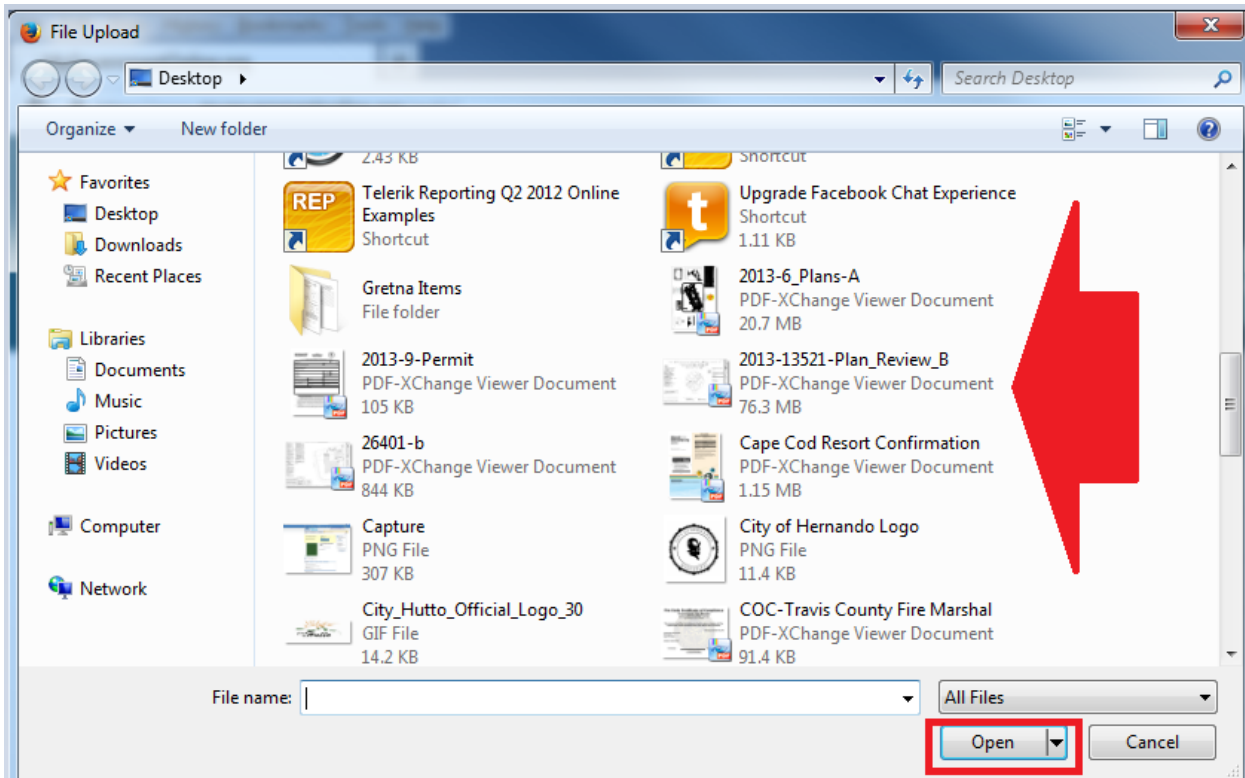 File Upload
Desktop
Search Desktop
Organize
New folder
2.43 KB
Shortcut
Favorites
Desktop
Downloads
Recent Places
Libraries
Documents
Music
Pictures
Videos
Computer
Network
REP
Telerik Reporting Q2 2012 Online
Examples
Shortcut
t
Upgrade Facebook Chat Experience
Shortcut
1.11 KB
Gretna Items
File folder
2013-6_Plans-A
PDF-XChange Viewer Document
20.7 MB
2013-9-Permit
PDF-XChange Viewer Document
105 KB
2013-13521-Plan_Review_B
PDF-XChange Viewer Document
76.3 MB
26401-b
PDF-XChange Viewer Document
844 KB
Cape Cod Resort Confirmation
PDF-XChange Viewer Document
1.15 MB
Capture
PNG File
307 KB
City of Hernando Logo
PNG File
11.4 KB
City_Hutto_Official_Logo_30
GIF File
14.2 KB
COC-Travis County Fire Marshal
PDF-XChange Viewer Document
91.4 KB
File name:
All Files
Open
Cancel